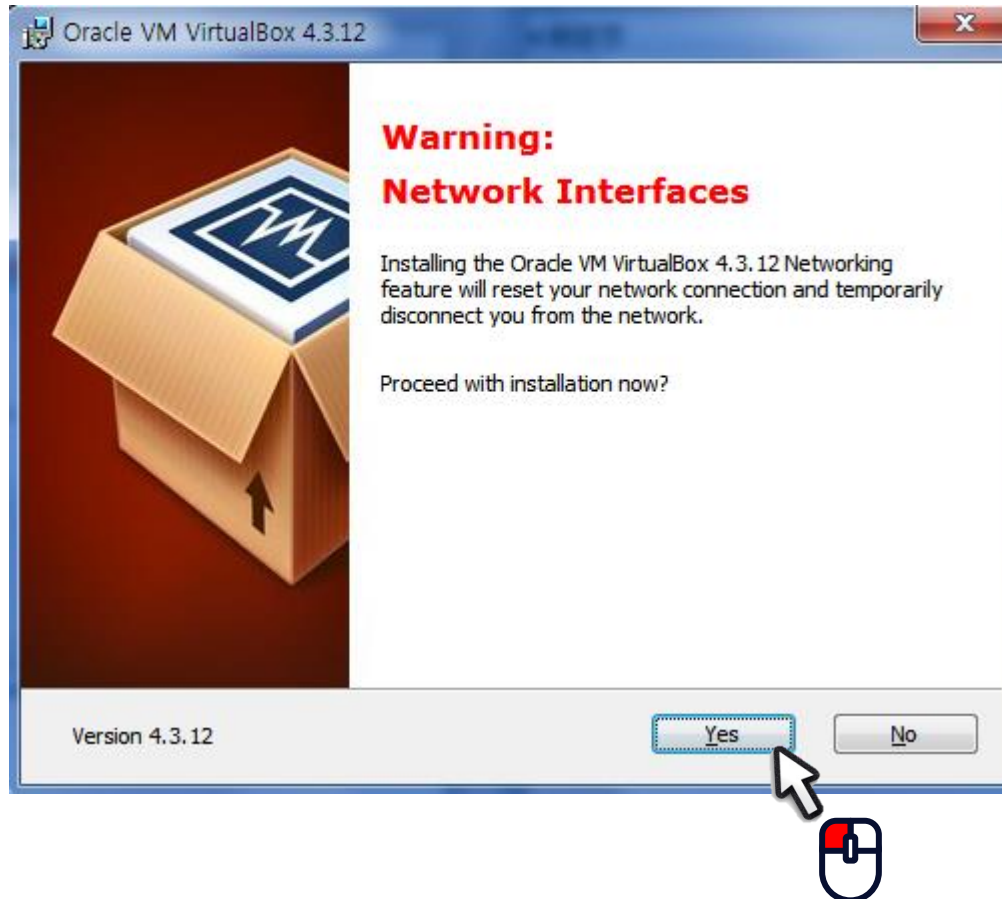 Oracle VM VirtualBox 4.3.12
Warning:
Network Interfaces
Installing the Oracle VM VirtualBox 4.3.12 Networking
feature will reset your network connection and temporarily
disconnect you from the network.
Proceed with installation now?
Version 4.3.12
Yes
No